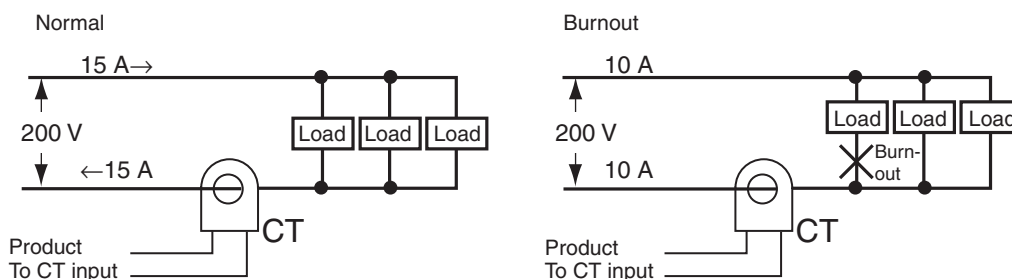 Normal
15 A→
200 V
Load Load Load
←15 A
CT
Product
To CT input
Burnout
10 A
200 V
Load Load Load
Burn-
out
10 A
CT
Product
To CT input